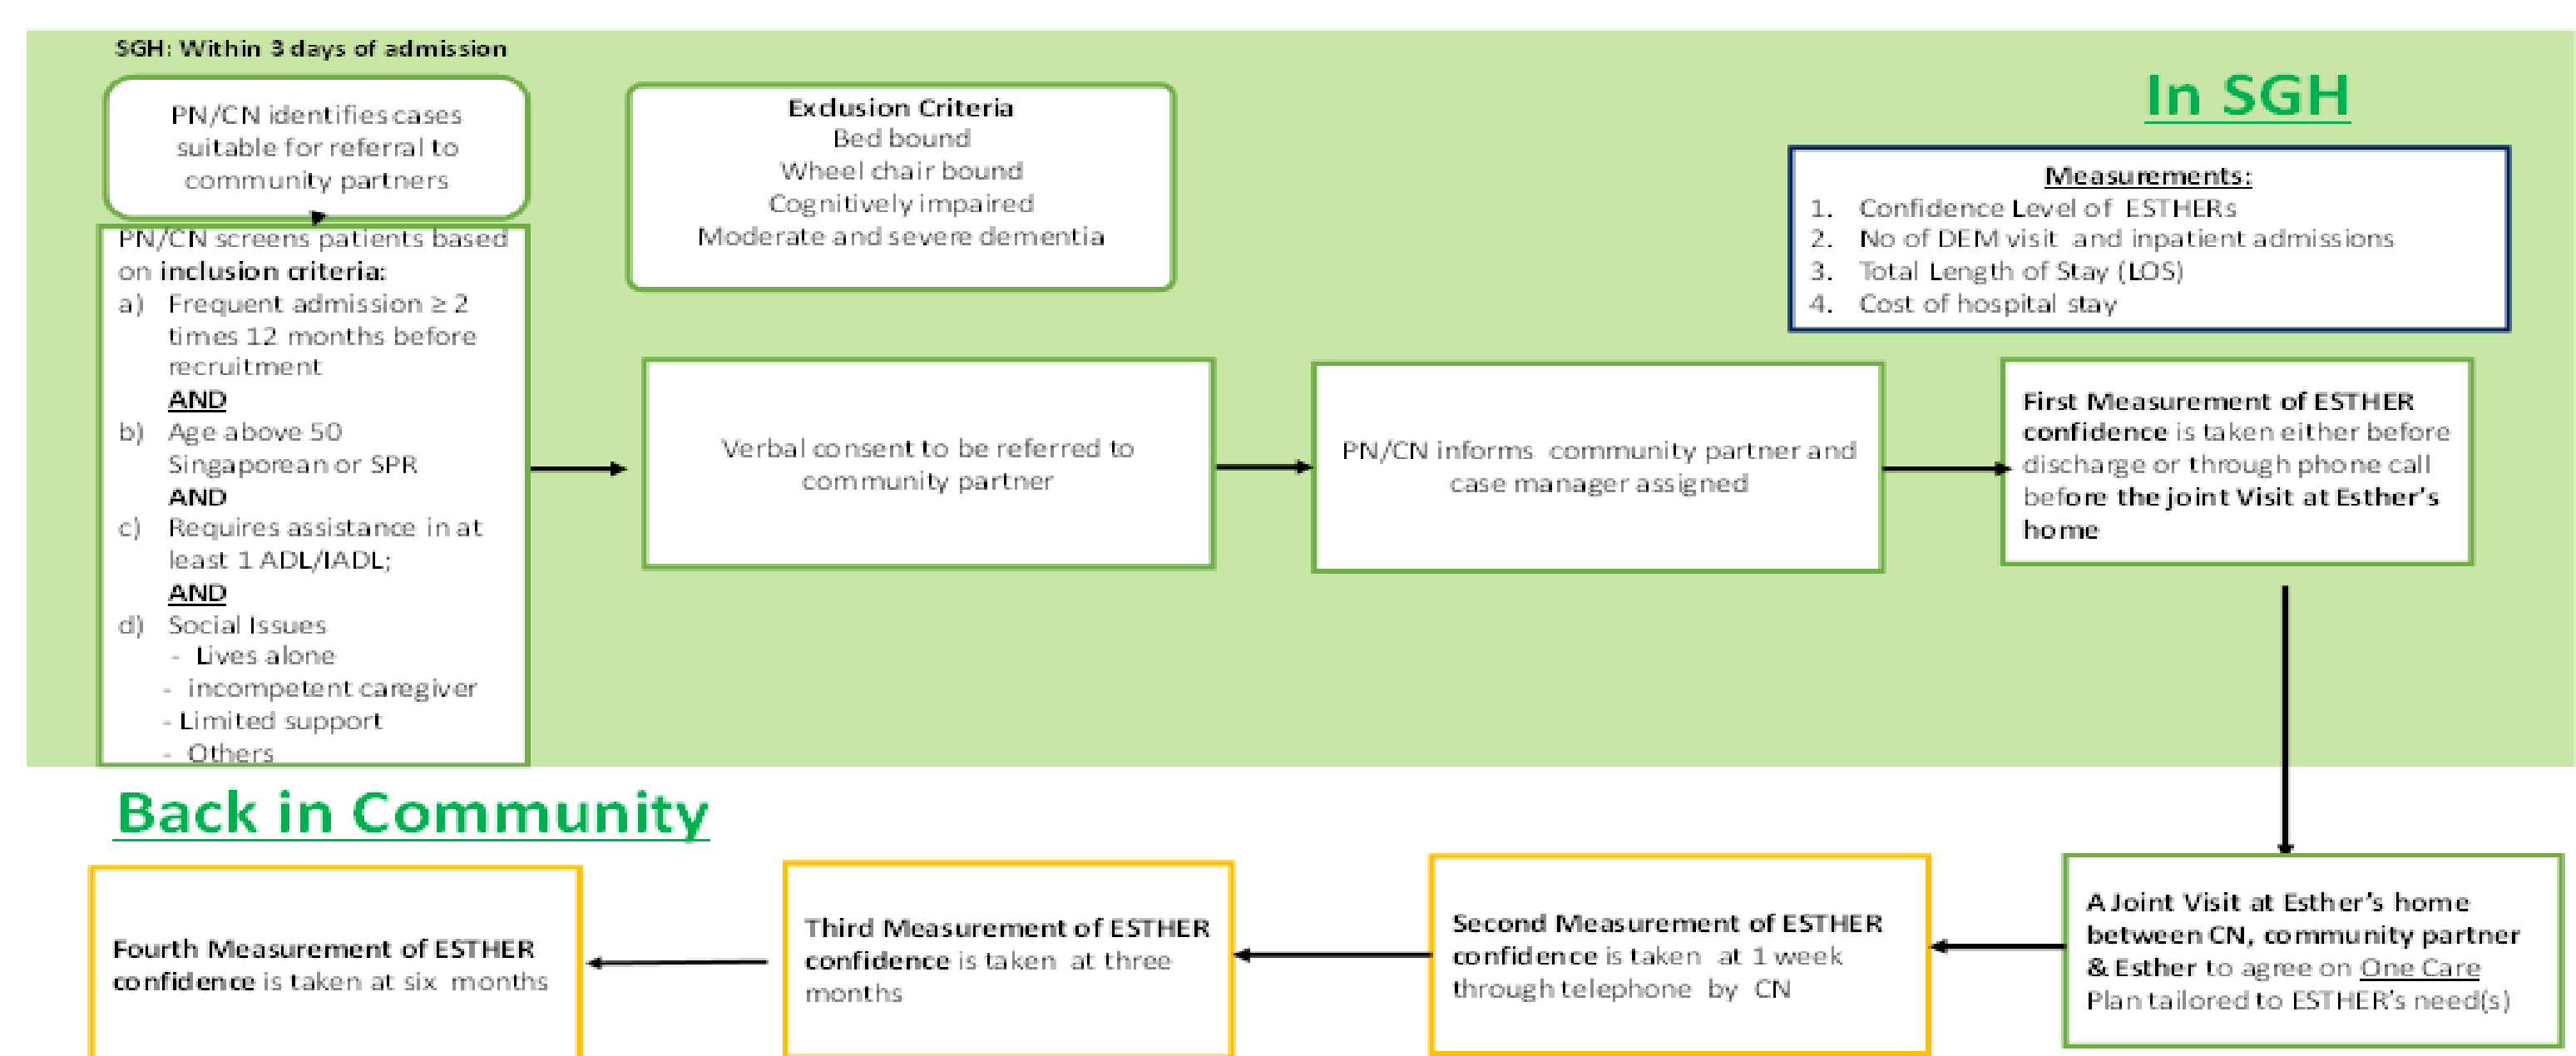 SGH: Within 3 days of admission
PN/CN identifies cases
suitable for referral to
community partners
PN/CN screens patients based
on inclusion criteria:
a) Frequent admission ≥ 2
times 12 months before
recruitment
AND
b) Age above 50
Singaporean or SPR
AND
c) Requires assistance in at
least 1 ADL/IADL;
AND
d) Social Issues
- Lives alone
- incompetent caregiver
- Limited support
- Others
Exclusion Criteria
Bed bound
Wheel chair bound
Cognitively impaired
Moderate and severe dementia
In SGH
Measurements:
1. Confidence Level of ESTHERs
2. No of DEM visit and inpatient admissions
3. Total Length of Stay (LOS)
4. Cost of hospital stay
Verbal consent to be referred to
community partner
PN/CN informs community partner and
case manager assigned
First Measurement of ESTHER
confidence is taken either before
discharge or through phone call
before the joint Visit at Esther's
home
Back in Community
A Joint Visit at Esther's home
between CN, community partner
& Esther to agree on One Care
Plan tailored to ESTHER's need(s)
Second Measurement of ESTHER
confidence is taken at 1 week
through telephone by CN
Third Measurement of ESTHER
confidence is taken at three
months
Fourth Measurement of ESTHER
confidence is taken at six months